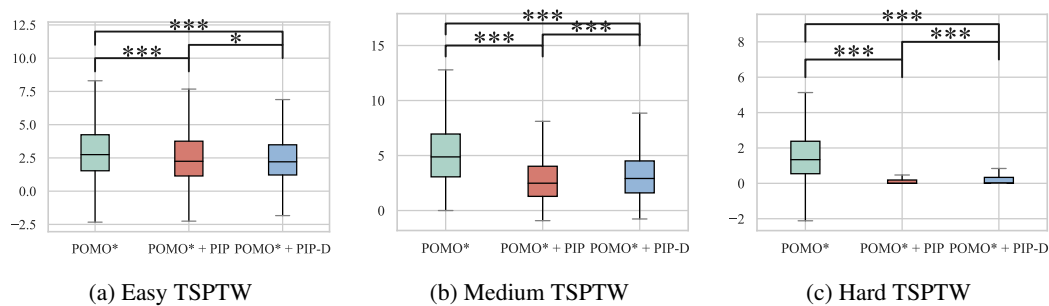 12.5
10.0
7.5
5.0
2.5
0.0
−2.5
***
***
*
POMO*
POMO* + PIP
POMO* + PIP-D
(a) Easy TSPTW
15
10
5
0
***
***
***
POMO*
POMO* + PIP
POMO* + PIP-D
(b) Medium TSPTW
8
6
4
2
0
−2
***
***
***
POMO*
POMO* + PIP
POMO* + PIP-D
(c) Hard TSPTW